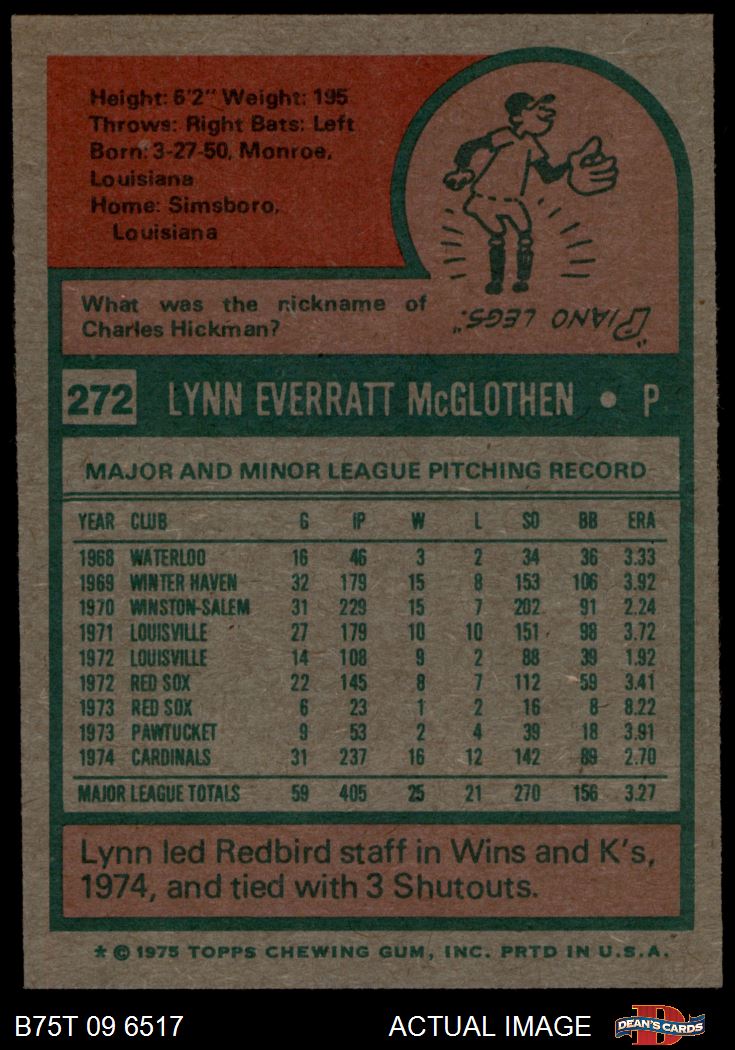 Height: 6'2" Weight: 195
Throws: Right Bats: Left
Born: 3-27-50, Monroe,
Louisiana
Home: Simsboro,
Louisiana
What was the nickname of
Charles Hickman?
"PIANO LEGS."
272 LYNN EVERRATT McGLOTHEN • P
MAJOR AND MINOR LEAGUE PITCHING RECORD
YEAR CLUB G IP W L SO BB ERA
1968 WATERLOO 16 46 3 2 34 36 3.33
1969 WINTER HAVEN 32 179 15 8 153 106 3.92
1970 WINSTON-SALEM 31 229 15 7 202 91 2.24
1971 LOUISVILLE 27 179 10 10 151 98 3.72
1972 LOUISVILLE 14 108 9 2 88 39 1.92
1972 RED SOX 22 145 8 7 112 59 3.41
1973 RED SOX 6 23 1 2 16 8 8.22
1973 PAWTUCKET 9 53 2 4 39 18 3.91
1974 CARDINALS 31 237 16 12 142 89 2.70
MAJOR LEAGUE TOTALS 59 405 25 21 270 156 3.27
Lynn led Redbird staff in Wins and K's,
1974, and tied with 3 Shutouts.
* © 1975 TOPPS CHEWING GUM, INC. PRTD IN U.S.A.
B75T 09 6517 ACTUAL IMAGE D DEAN'S CARDS